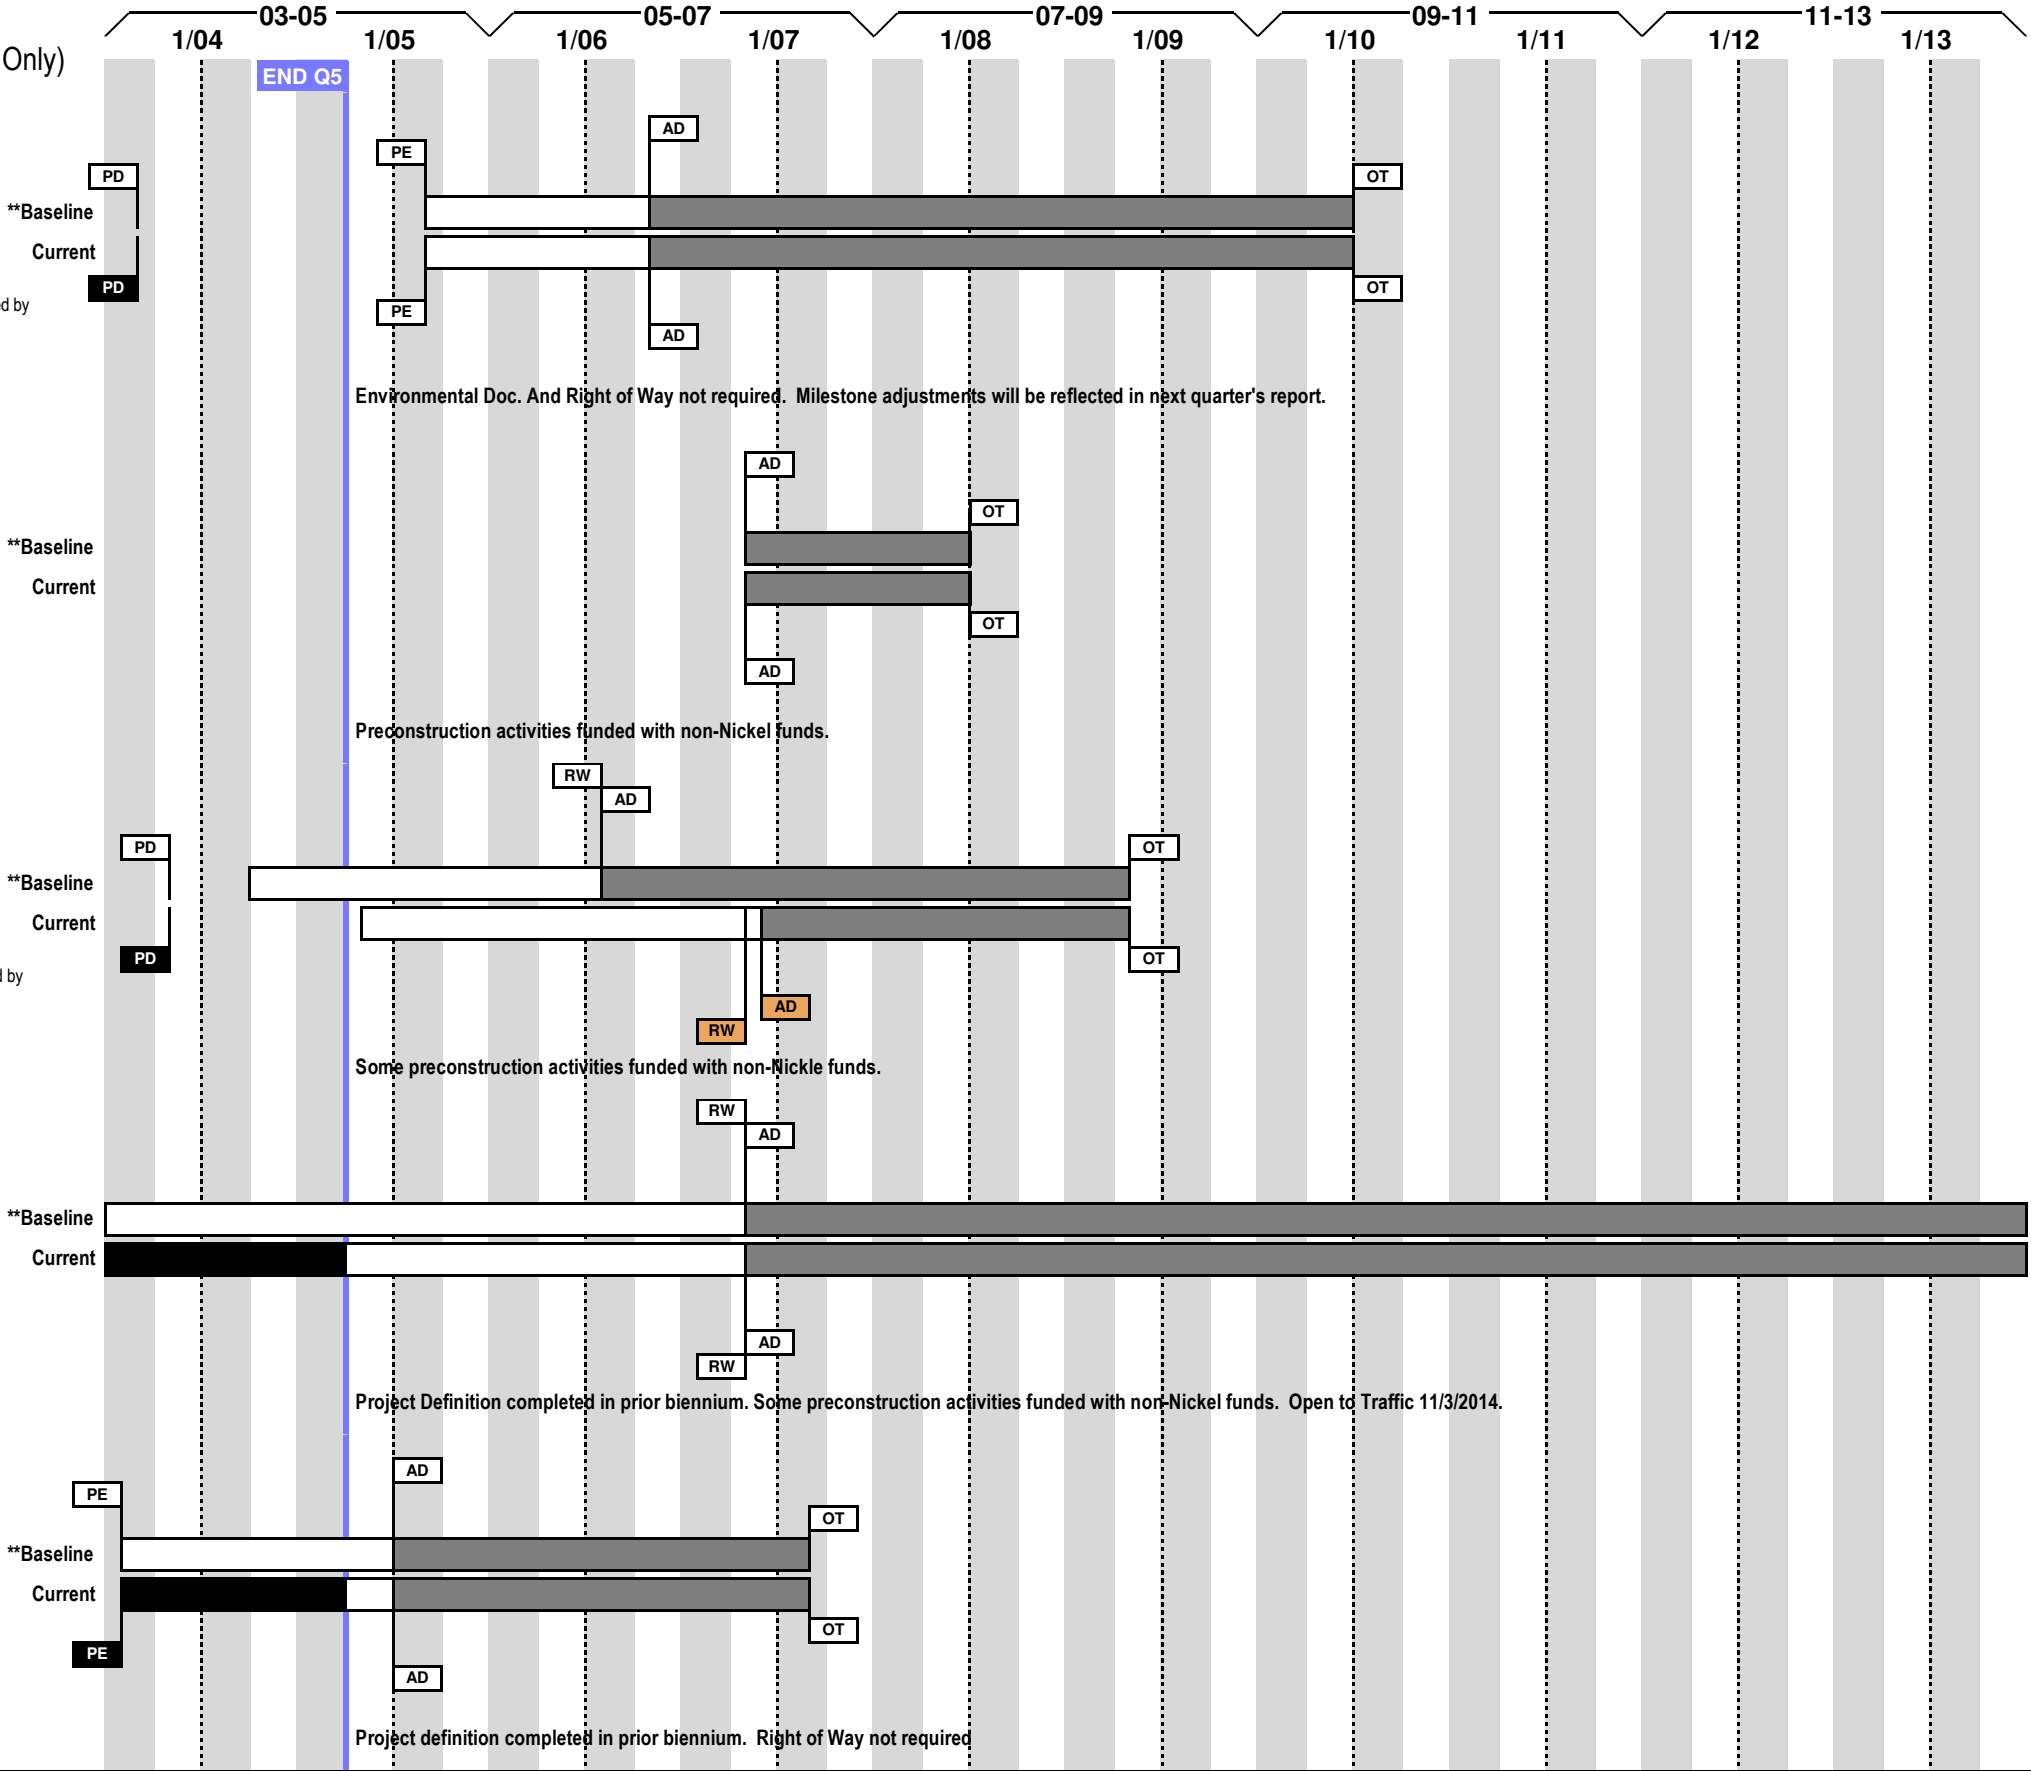 03-05 05-07 07-09 09-11 11-13
1/04 1/05 1/06 1/07 1/08 1/09 1/10 1/11 1/12 1/13
Only)
END Q5
AD
PE
PD OT
**Baseline
Current
PD OT
ed by
PE
AD
Environmental Doc. And Right of Way not required. Milestone adjustments will be reflected in next quarter's report.
AD
OT
**Baseline
Current
OT
AD
Preconstruction activities funded with non-Nickel funds.
RW
AD
PD OT
**Baseline
Current
PD OT
d by
AD
RW
Some preconstruction activities funded with non-Nickle funds.
RW
AD
**Baseline
Current
AD
RW
Project Definition completed in prior biennium. Some preconstruction activities funded with non-Nickel funds. Open to Traffic 11/3/2014.
AD
PE
OT
**Baseline
Current
OT
PE
AD
Project definition completed in prior biennium. Right of Way not required